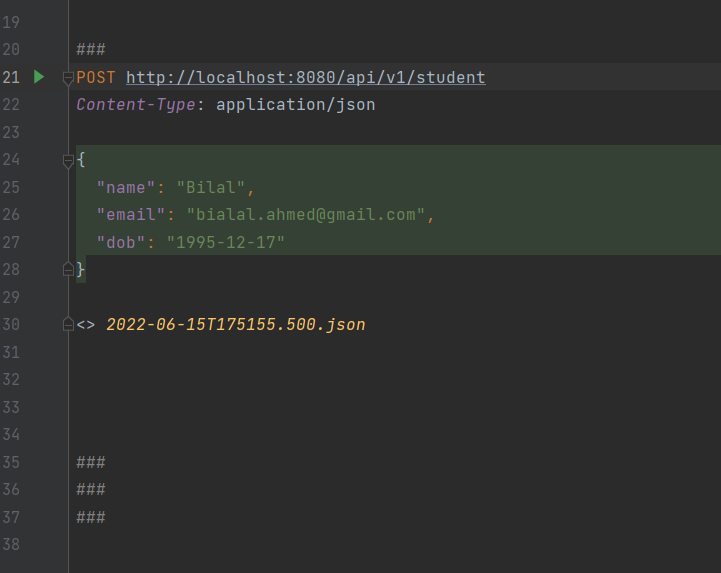 19
20 ###
21 POST http://localhost:8080/api/v1/student
22 Content-Type: application/json
23
24 {
25 "name": "Bilal",
26 "email": "bialal.ahmed@gmail.com",
27 "dob": "1995-12-17"
28 }
29
30 <> 2022-06-15T175155.500.json
31
32
33
34
35 ###
36 ###
37 ###
38